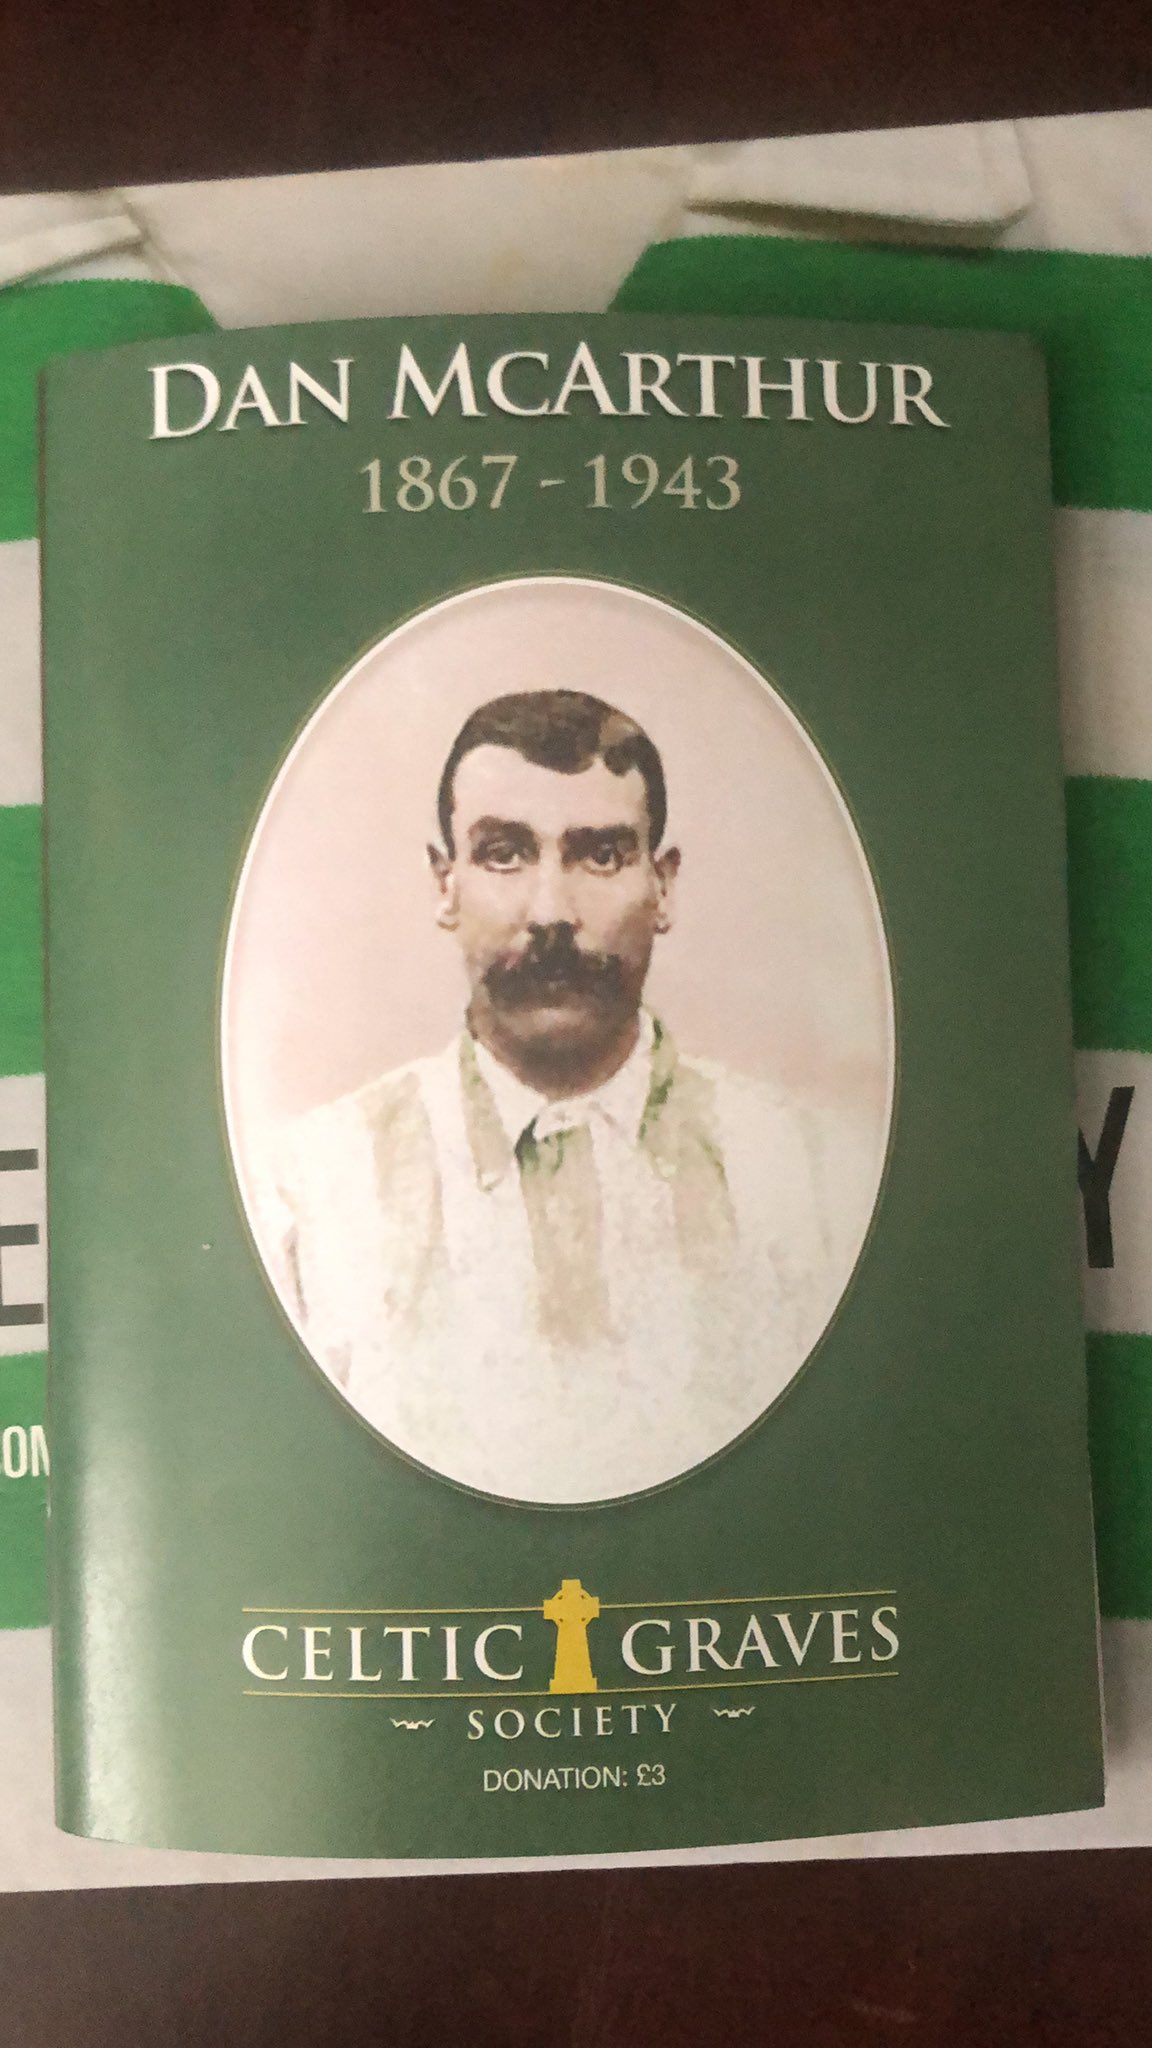 DAN MCARTHUR
1867 - 1943
CELTIC GRAVES
SOCIETY
DONATION: £3